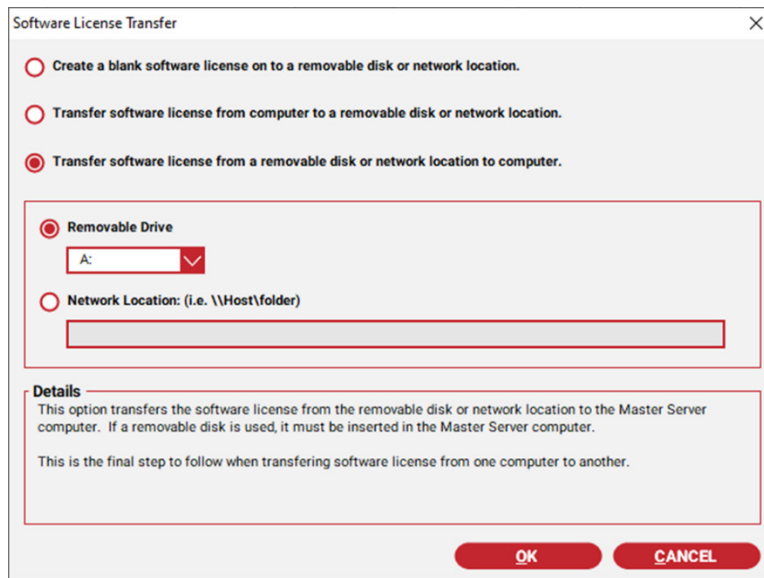 Software License Transfer
Create a blank software license on to a removable disk or network location.
Transfer software license from computer to a removable disk or network location.
Transfer software license from a removable disk or network location to computer.
Removable Drive
A:
Network Location: (i.e. \\Host\folder)
Details
This option transfers the software license from the removable disk or network location to the Master Server
computer.  If a removable disk is used, it must be inserted in the Master Server computer.
This is the final step to follow when transfering software license from one computer to another.
OK CANCEL